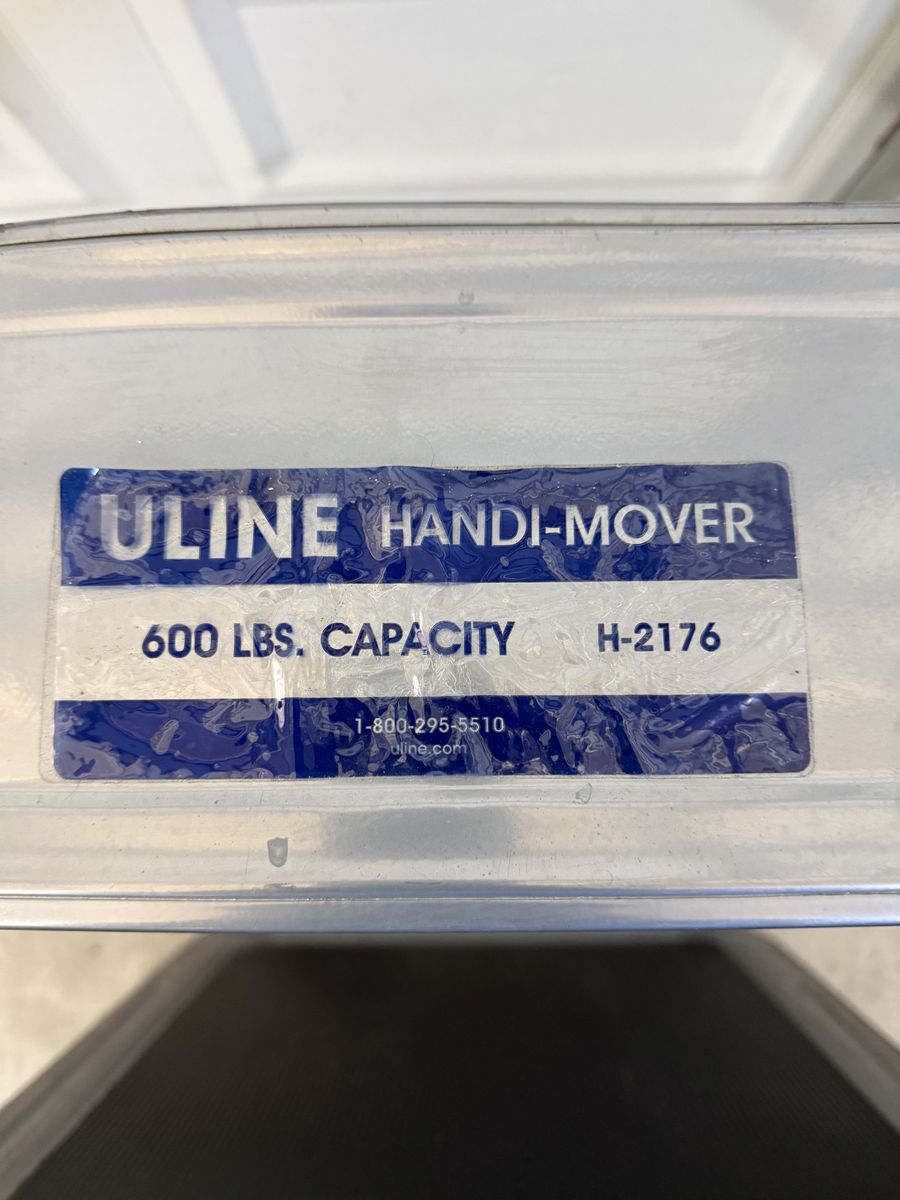 ULINE HANDI-MOVER
600 LBS. CAPACITY H-2176
1-800-295-5510
uline.com